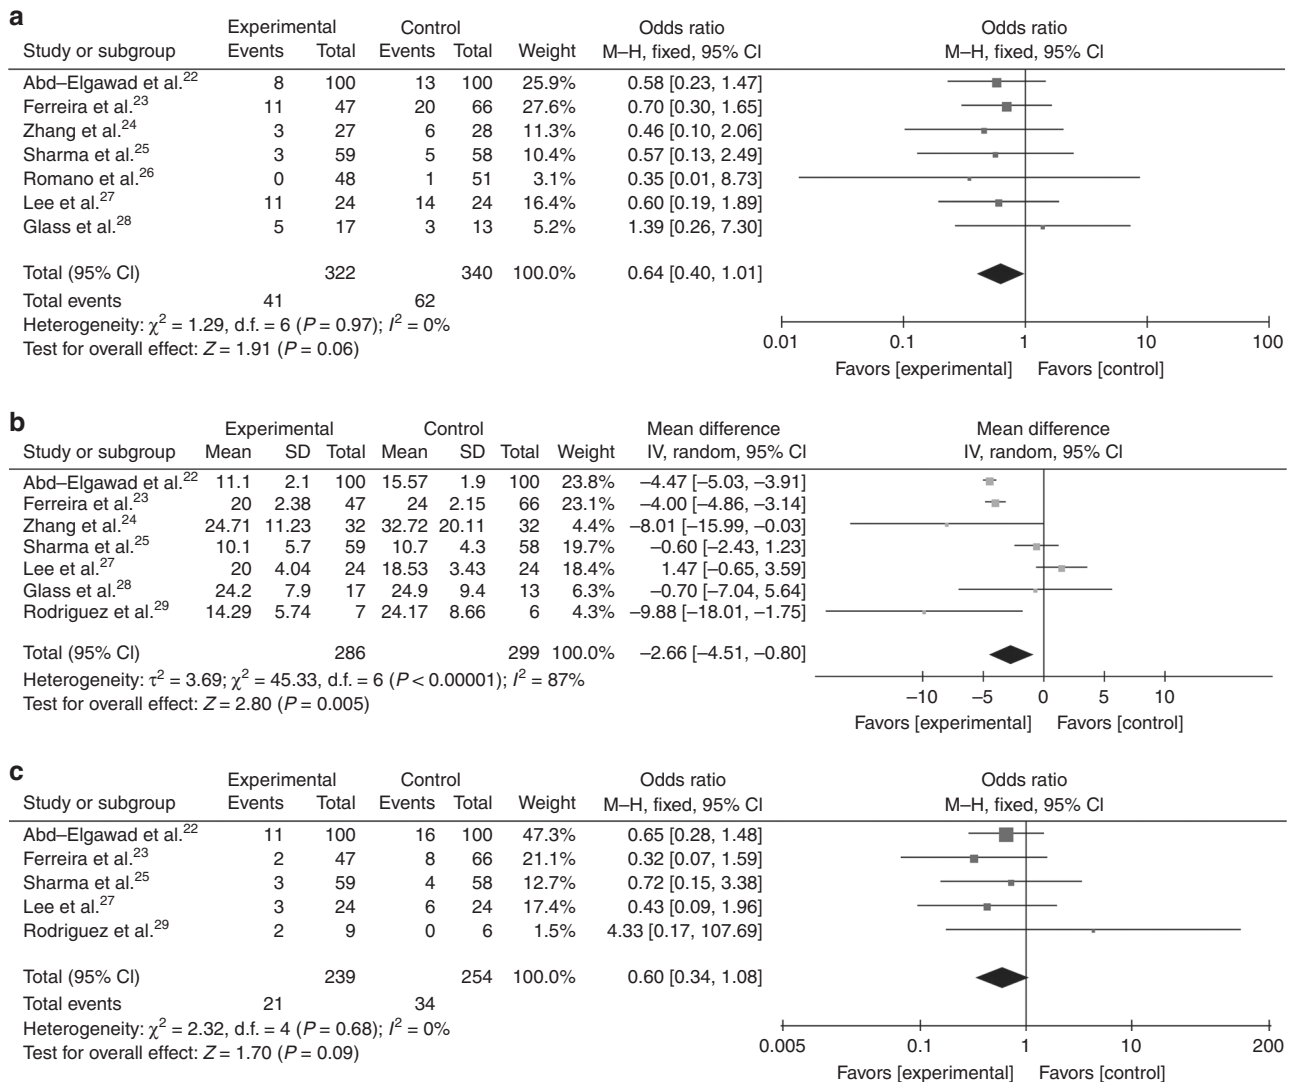 a
Experimental Control Odds ratio Odds ratio
Study or subgroup Events Total Events Total Weight M–H, fixed, 95% CI M–H, fixed, 95% CI
Abd–Elgawad et al.22 8 100 13 100 25.9% 0.58 [0.23, 1.47]
Ferreira et al.23 11 47 20 66 27.6% 0.70 [0.30, 1.65]
Zhang et al.24 3 27 6 28 11.3% 0.46 [0.10, 2.06]
Sharma et al.25 3 59 5 58 10.4% 0.57 [0.13, 2.49]
Romano et al.26 0 48 1 51 3.1% 0.35 [0.01, 8.73]
Lee et al.27 11 24 14 24 16.4% 0.60 [0.19, 1.89]
Glass et al.28 5 17 3 13 5.2% 1.39 [0.26, 7.30]
Total (95% CI) 322 340 100.0% 0.64 [0.40, 1.01]
Total events 41 62
Heterogeneity: χ2 = 1.29, d.f. = 6 (P = 0.97); I2 = 0%
Test for overall effect: Z = 1.91 (P = 0.06)
0.01 0.1 1 10 100
Favors [experimental] Favors [control]
b
Experimental Control Mean difference Mean difference
Study or subgroup Mean SD Total Mean SD Total Weight IV, random, 95% CI IV, random, 95% CI
Abd–Elgawad et al.22 11.1 2.1 100 15.57 1.9 100 23.8% –4.47 [–5.03, –3.91]
Ferreira et al.23 20 2.38 47 24 2.15 66 23.1% –4.00 [–4.86, –3.14]
Zhang et al.24 24.71 11.23 32 32.72 20.11 32 4.4% –8.01 [–15.99, –0.03]
Sharma et al.25 10.1 5.7 59 10.7 4.3 58 19.7% –0.60 [–2.43, 1.23]
Lee et al.27 20 4.04 24 18.53 3.43 24 18.4% 1.47 [–0.65, 3.59]
Glass et al.28 24.2 7.9 17 24.9 9.4 13 6.3% –0.70 [–7.04, 5.64]
Rodriguez et al.29 14.29 5.74 7 24.17 8.66 6 4.3% –9.88 [–18.01, –1.75]
Total (95% CI) 286 299 100.0% –2.66 [–4.51, –0.80]
Heterogeneity: τ2 = 3.69; χ2 = 45.33, d.f. = 6 (P < 0.00001); I2 = 87%
Test for overall effect: Z = 2.80 (P = 0.005)
–10 –5 0 5 10
Favors [experimental] Favors [control]
c
Experimental Control Odds ratio Odds ratio
Study or subgroup Events Total Events Total Weight M–H, fixed, 95% CI M–H, fixed, 95% CI
Abd–Elgawad et al.22 11 100 16 100 47.3% 0.65 [0.28, 1.48]
Ferreira et al.23 2 47 8 66 21.1% 0.32 [0.07, 1.59]
Sharma et al.25 3 59 4 58 12.7% 0.72 [0.15, 3.38]
Lee et al.27 3 24 6 24 17.4% 0.43 [0.09, 1.96]
Rodriguez et al.29 2 9 0 6 1.5% 4.33 [0.17, 107.69]
Total (95% CI) 239 254 100.0% 0.60 [0.34, 1.08]
Total events 21 34
Heterogeneity: χ2 = 2.32, d.f. = 4 (P = 0.68); I2 = 0%
Test for overall effect: Z = 1.70 (P = 0.09)
0.005 0.1 1 10 200
Favors [experimental] Favors [control]